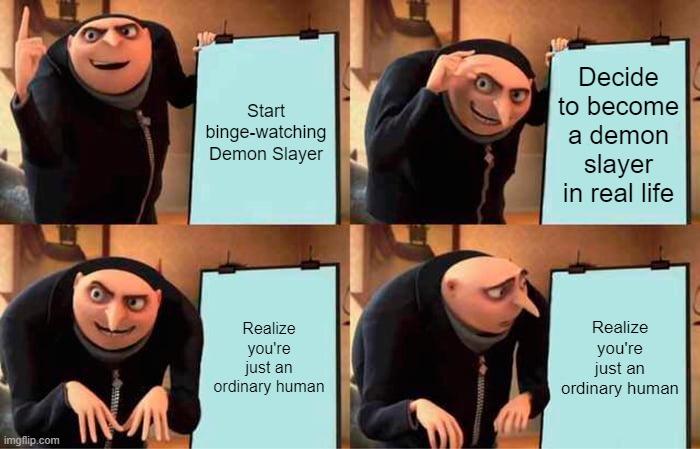 Start
binge-watching
Demon Slayer
Decide
to become
a demon
slayer
in real life
Realize
you're
just an
ordinary human
Realize
you're
just an
ordinary human
imgflip.com